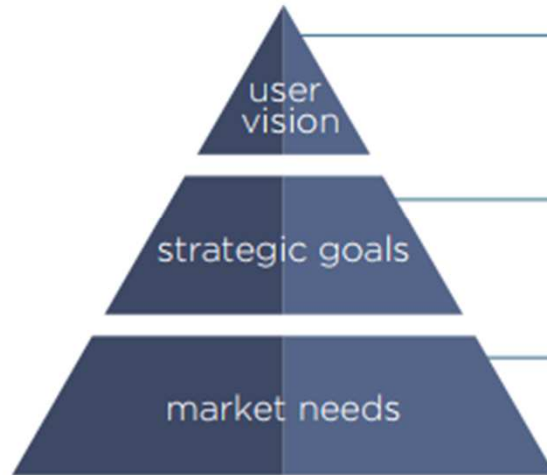 user
vision
strategic goals
market needs